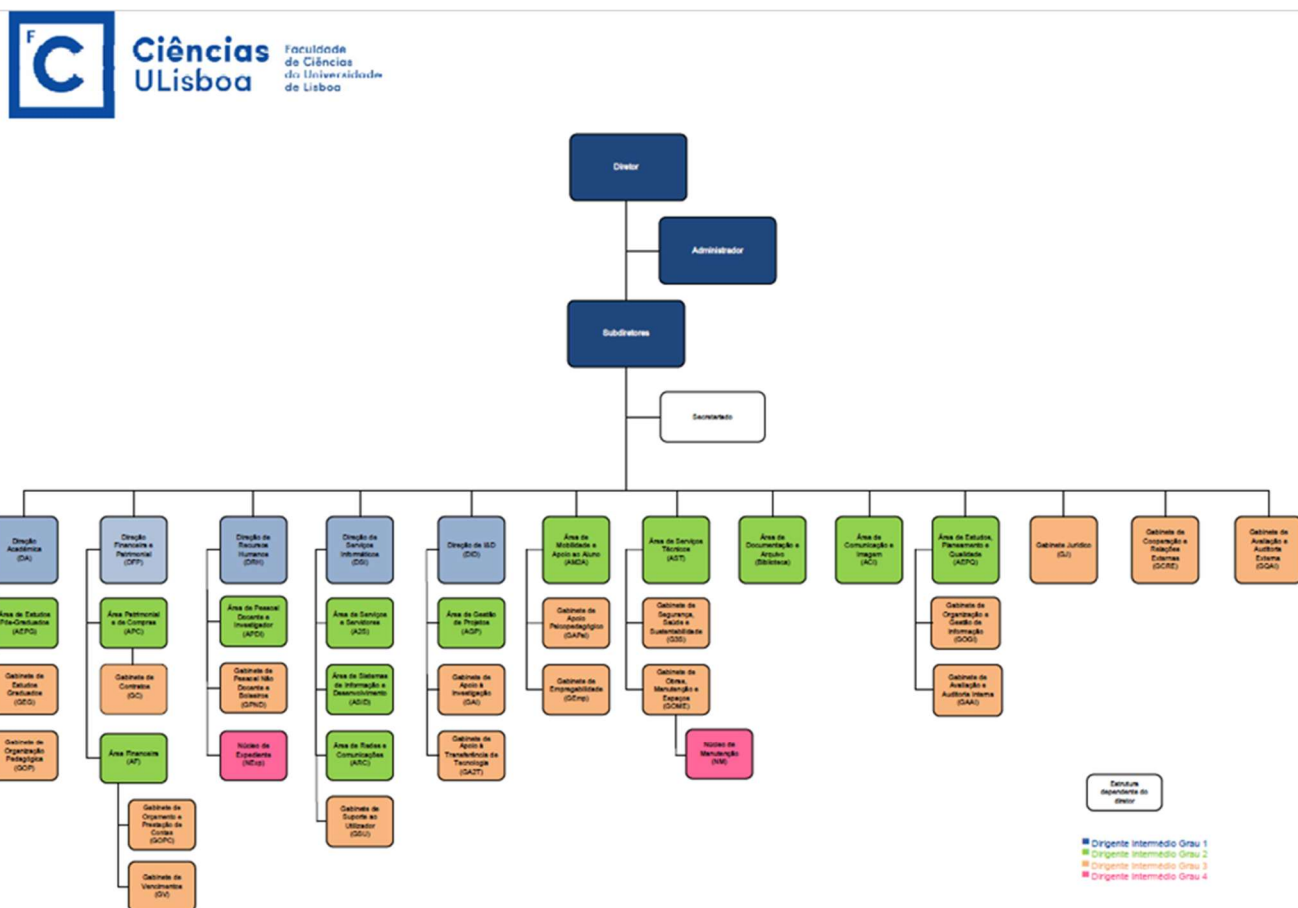 F
C
Ciências
ULisboa
Faculdade
de Ciências
da Universidade
de Lisboa
Diretor
Administrador
Subdiretores
Secretariado
Direção
Académica
(DA)
Direção
Financeira e
Patrimonial
(DFP)
Direção de
Recursos
Humanos
(DRH)
Direção de
Serviços
Informáticos
(DSI)
Direção de I&D
(DID)
Área de
Mobilidade e
Apoio ao Aluno
(AMAA)
Área de Serviços
Técnicos
(AST)
Área de
Documentação e
Arquivo
(Biblioteca)
Área de
Comunicação e
Imagem
(ACI)
Área de Estudos,
Planeamento e
Qualidade
(AEPQ)
Gabinete Jurídico
(GJ)
Gabinete de
Cooperação e
Relações
Externas
(GCRE)
Gabinete de
Avaliação e
Auditoria
Externa
(GQAI)
Área de Estudos
Pós-Graduados
(AEPG)
Gabinete de
Estudos
Graduados
(GEG)
Gabinete de
Organização
Pedagógica
(GOP)
Área Patrimonial
e de Compras
(APC)
Gabinete de
Contratos
(GC)
Área Financeira
(AF)
Gabinete de
Orçamento e
Prestação de
Contas
(GOPC)
Gabinete de
Vencimentos
(GV)
Área de Pessoal
Docente e
Investigador
(APDI)
Gabinete de
Pessoal Não
Docente e
Bolseiros
(GPND)
Núcleo de
Expediente
(NExp)
Área de Serviços
e Servidores
(A2S)
Área de Sistemas
de Informação e
Desenvolvimento
(ASID)
Área de Redes e
Comunicações
(ARC)
Gabinete de
Suporte ao
Utilizador
(GSU)
Área de Gestão
de Projetos
(AGP)
Gabinete de
Apoio à
Investigação
(GAI)
Gabinete de
Apoio à
Transferência de
Tecnologia
(GA2T)
Gabinete de
Apoio
Psicopedagógico
(GAPsi)
Gabinete de
Empregabilidade
(GEmp)
Gabinete de
Segurança,
Saúde e
Sustentabilidade
(G3S)
Gabinete de
Obras,
Manutenção e
Espaços
(GOME)
Núcleo de
Manutenção
(NM)
Gabinete de
Organização e
Gestão de
Informação
(GOGI)
Gabinete de
Avaliação e
Auditoria Interna
(GAAI)
Estrutura
dependente do
diretor
Dirigente Intermédio Grau 1
Dirigente Intermédio Grau 2
Dirigente Intermédio Grau 3
Dirigente Intermédio Grau 4